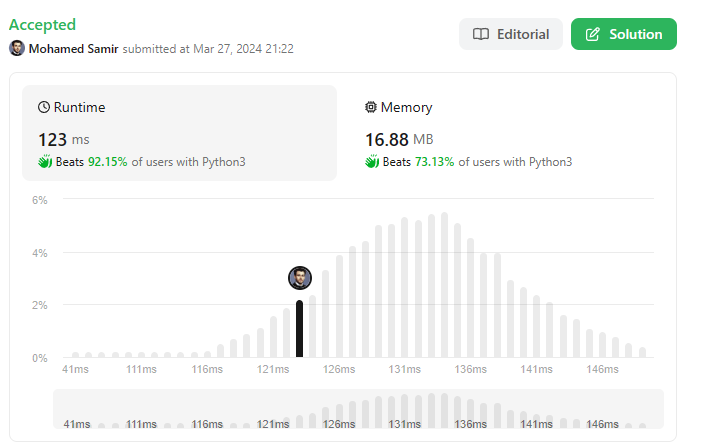 Accepted
Mohamed Samir submitted at Mar 27, 2024 21:22
Editorial
Solution
Runtime
123 ms
Beats 92.15% of users with Python3
Memory
16.88 MB
Beats 73.13% of users with Python3
6%
4%
2%
0%
41ms 111ms 116ms 121ms 126ms 131ms 136ms 141ms 146ms
41ms 111ms 116ms 121ms 126ms 131ms 136ms 141ms 146ms